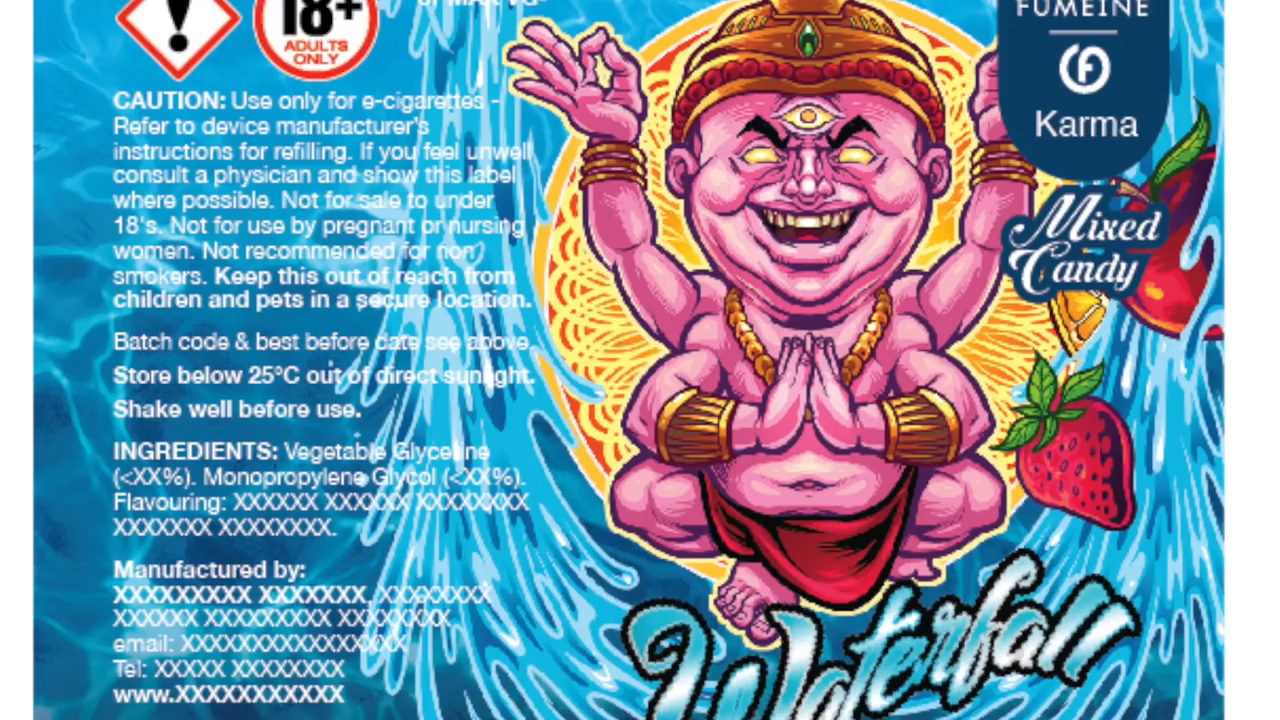 18+
ADULTS
ONLY
or MAX VG
CAUTION: Use only for e-cigarettes -
Refer to device manufacturer's
instructions for refilling. If you feel unwell
consult a physician and show this label
where possible. Not for sale to under
18's. Not for use by pregnant or nursing
women. Not recommended for non
smokers. Keep this out of reach from
children and pets in a secure location.
Batch code & best before date see above.
Store below 25°C out of direct sunlight.
Shake well before use.
INGREDIENTS: Vegetable Glycerine
(<XX%). Monopropylene Glycol (<XX%).
Flavouring: XXXXXX XXXXXX XXXXXXXX
XXXXXXX XXXXXXXX.
Manufactured by:
XXXXXXXXXX XXXXXXX, XXXXXXXX
XXXXXX XXXXXXXXX XXXXXXXX
email: XXXXXXXXXXXXXXXX
Tel: XXXXX XXXXXXXX
www.XXXXXXXXXXX
FUMEINE
Karma
Mixed
Candy
Waterfall